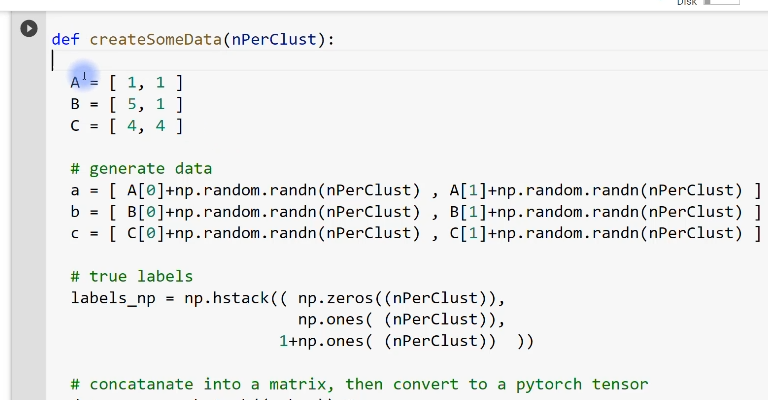 Disk
def createSomeData(nPerClust):
A = [ 1, 1 ]
B = [ 5, 1 ]
C = [ 4, 4 ]
# generate data
a = [ A[0]+np.random.randn(nPerClust) , A[1]+np.random.randn(nPerClust) ]
b = [ B[0]+np.random.randn(nPerClust) , B[1]+np.random.randn(nPerClust) ]
c = [ C[0]+np.random.randn(nPerClust) , C[1]+np.random.randn(nPerClust) ]
# true labels
labels_np = np.hstack(( np.zeros((nPerClust)),
np.ones( (nPerClust)),
1+np.ones( (nPerClust))  ))
# concatanate into a matrix, then convert to a pytorch tensor